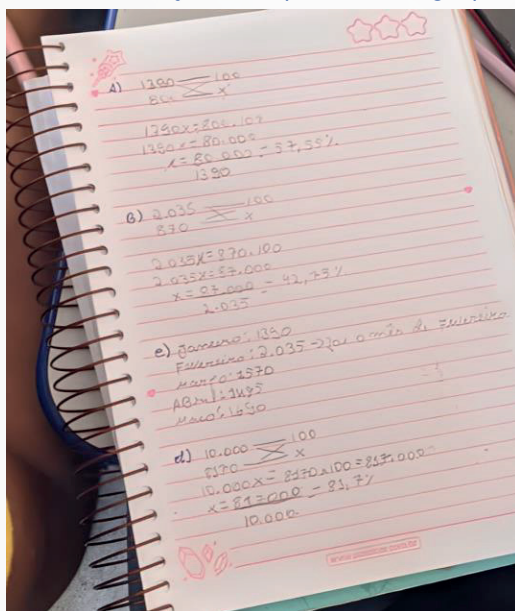 A) 1390 — 100
800 — x
1390x = 800.100
1390x = 80.000
x = 80.000 = 57,55%
1390
B) 2.035 — 100
870 — x
2.035x = 870.100
2.035x = 87.000
x = 87.000 = 42,75%
2.035
c) Janeiro: 1390
Fevereiro: 2.035 → o mês de Fevereiro
março: 1570
ABril: 1495
maio: 1690
d) 10.000 — 100
8170 — x
10.000x = 8170.100 = 817.000
x = 817.000 = 81,7%
10.000